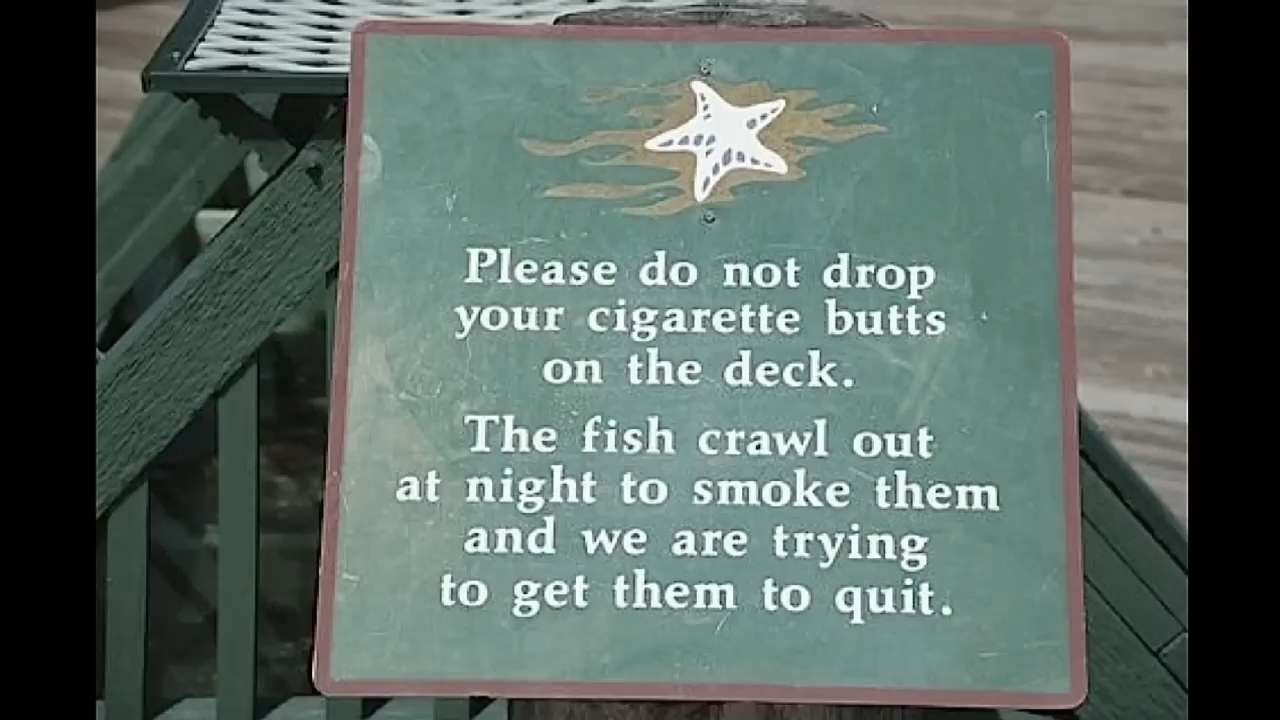 Please do not drop
your cigarette butts
on the deck.
The fish crawl out
at night to smoke them
and we are trying
to get them to quit.